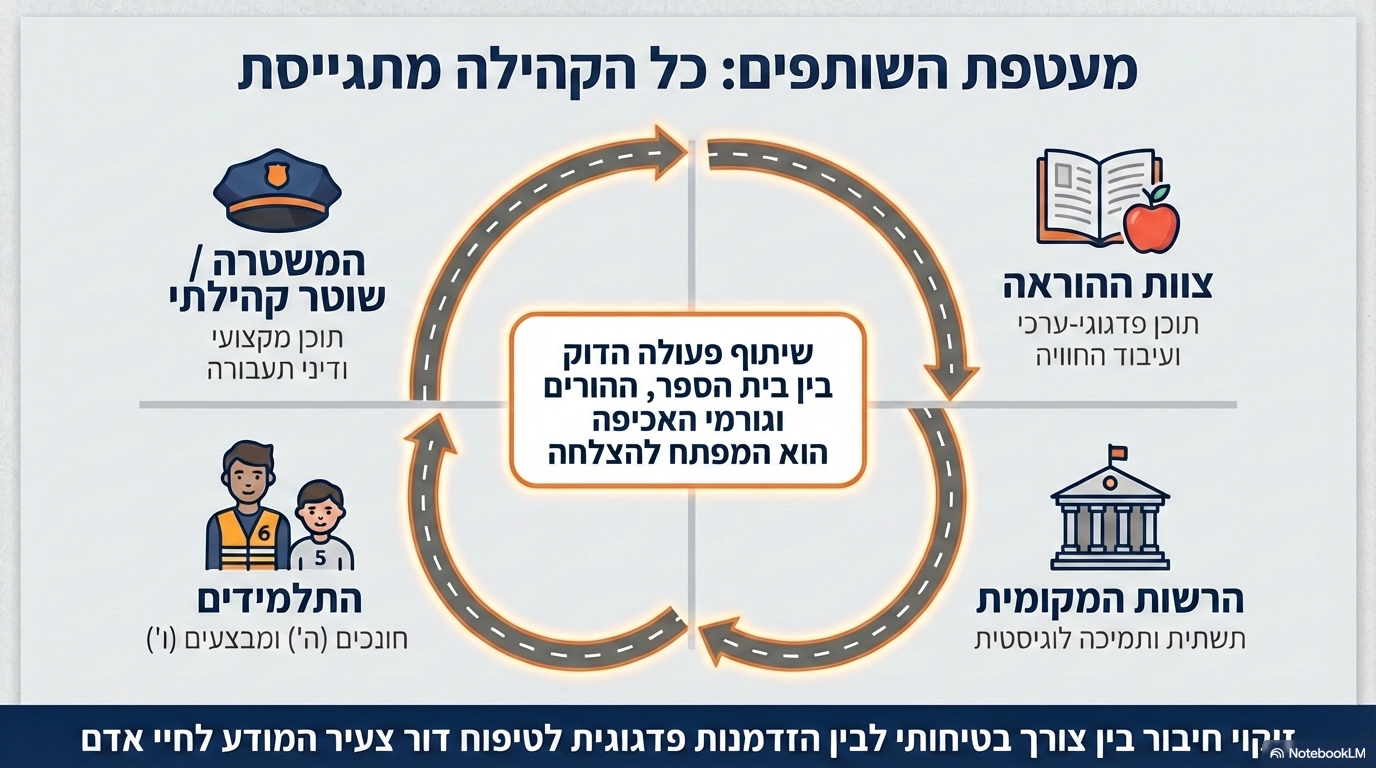 מעטפת השותפים: כל הקהילה מתגייסת
צוות ההוראה
תוכן פדגוגי-ערכי
ועיבוד החוויה
המשטרה /
שוטר קהילתי
תוכן מקצועי
ודיני תעבורה
שיתוף פעולה הדוק
בין בית הספר, ההורים
וגורמי האכיפה
הוא המפתח להצלחה
הרשות המקומית
תשתית ותמיכה לוגיסטית
6
5
התלמידים
חונכים (ה') ומבצעים (ו')
חיבור בין צורך בטיחותי לבין הזדמנות פדגוגית לטיפוח דור צעיר המודע לחיי אדם
NotebookLM